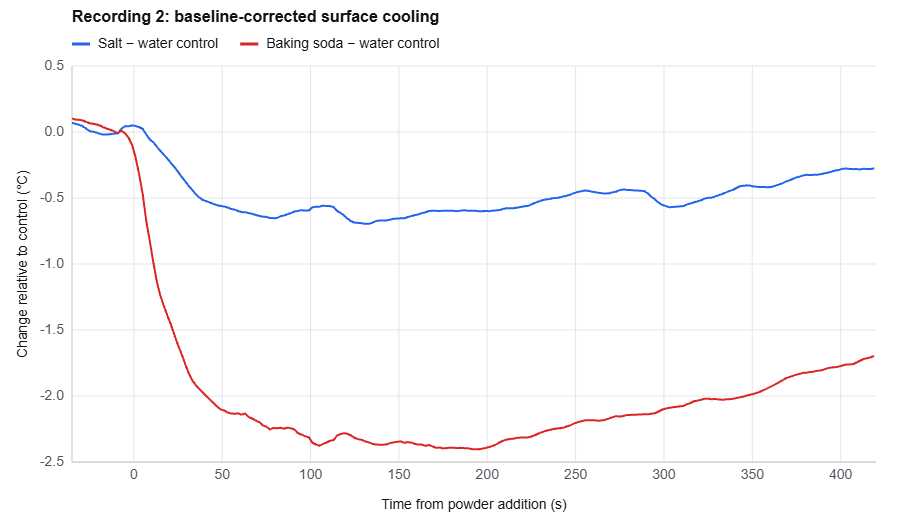 Recording 2: baseline-corrected surface cooling
Salt − water control
Baking soda − water control
Change relative to control (°C)
0.5
0.0
-0.5
-1.0
-1.5
-2.0
-2.5
0 50 100 150 200 250 300 350 400
Time from powder addition (s)